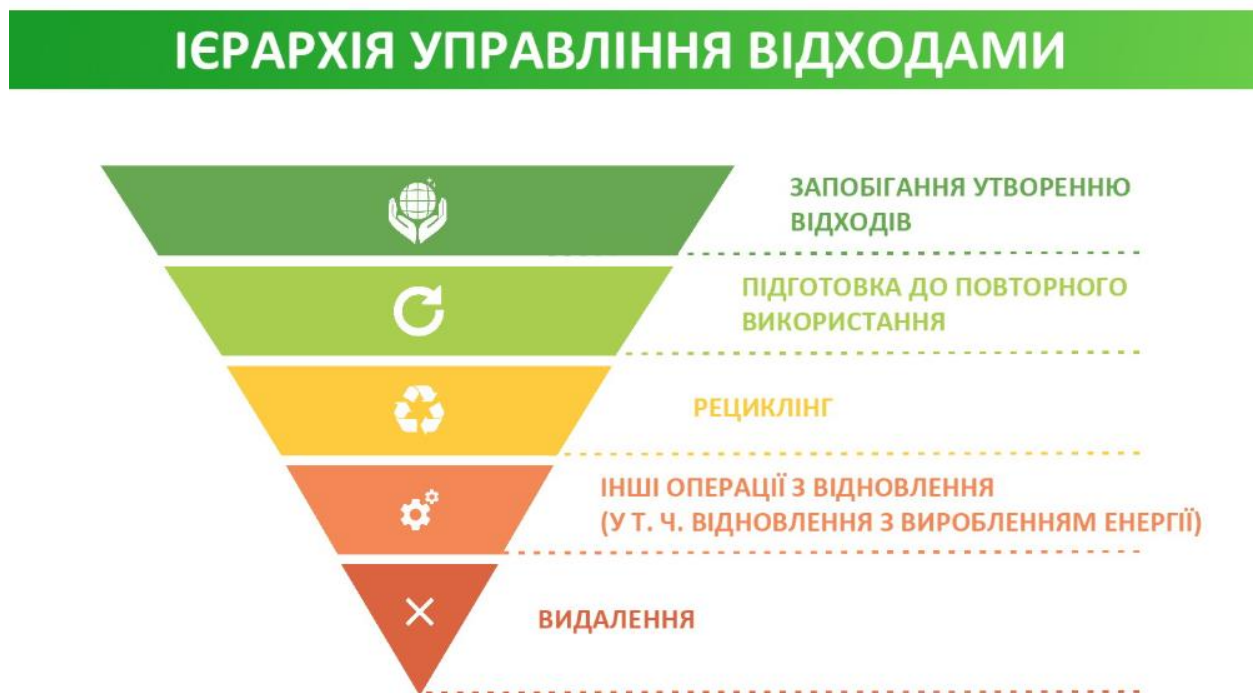 ІЄРАРХІЯ УПРАВЛІННЯ ВІДХОДАМИ
ЗАПОБІГАННЯ УТВОРЕННЮ
ВІДХОДІВ
ПІДГОТОВКА ДО ПОВТОРНОГО
ВИКОРИСТАННЯ
РЕЦИКЛІНГ
ІНШІ ОПЕРАЦІЇ З ВІДНОВЛЕННЯ
(У Т. Ч. ВІДНОВЛЕННЯ З ВИРОБЛЕННЯМ ЕНЕРГІЇ)
ВИДАЛЕННЯ